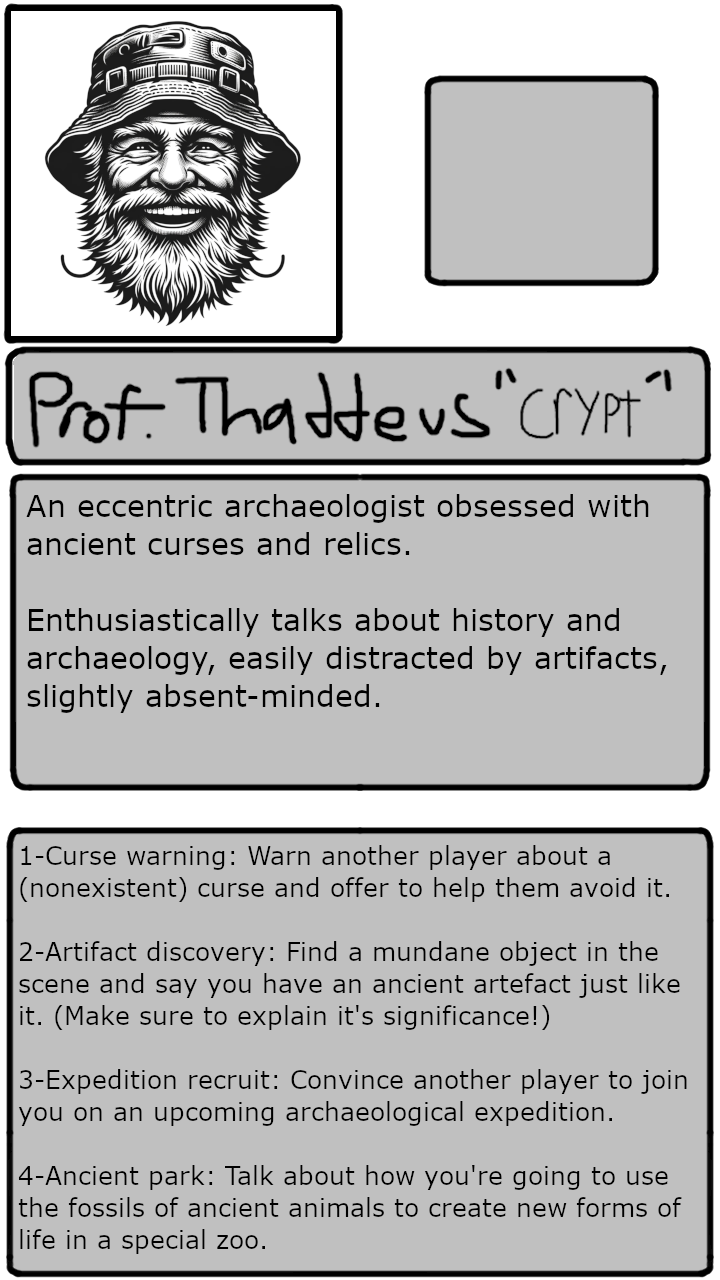 Prof. Thaddeus "Crypt"
An eccentric archaeologist obsessed with
ancient curses and relics.
Enthusiastically talks about history and
archaeology, easily distracted by artifacts,
slightly absent-minded.
1-Curse warning: Warn another player about a
(nonexistent) curse and offer to help them avoid it.
2-Artifact discovery: Find a mundane object in the
scene and say you have an ancient artefact just like
it. (Make sure to explain it's significance!)
3-Expedition recruit: Convince another player to join
you on an upcoming archaeological expedition.
4-Ancient park: Talk about how you're going to use
the fossils of ancient animals to create new forms of
life in a special zoo.